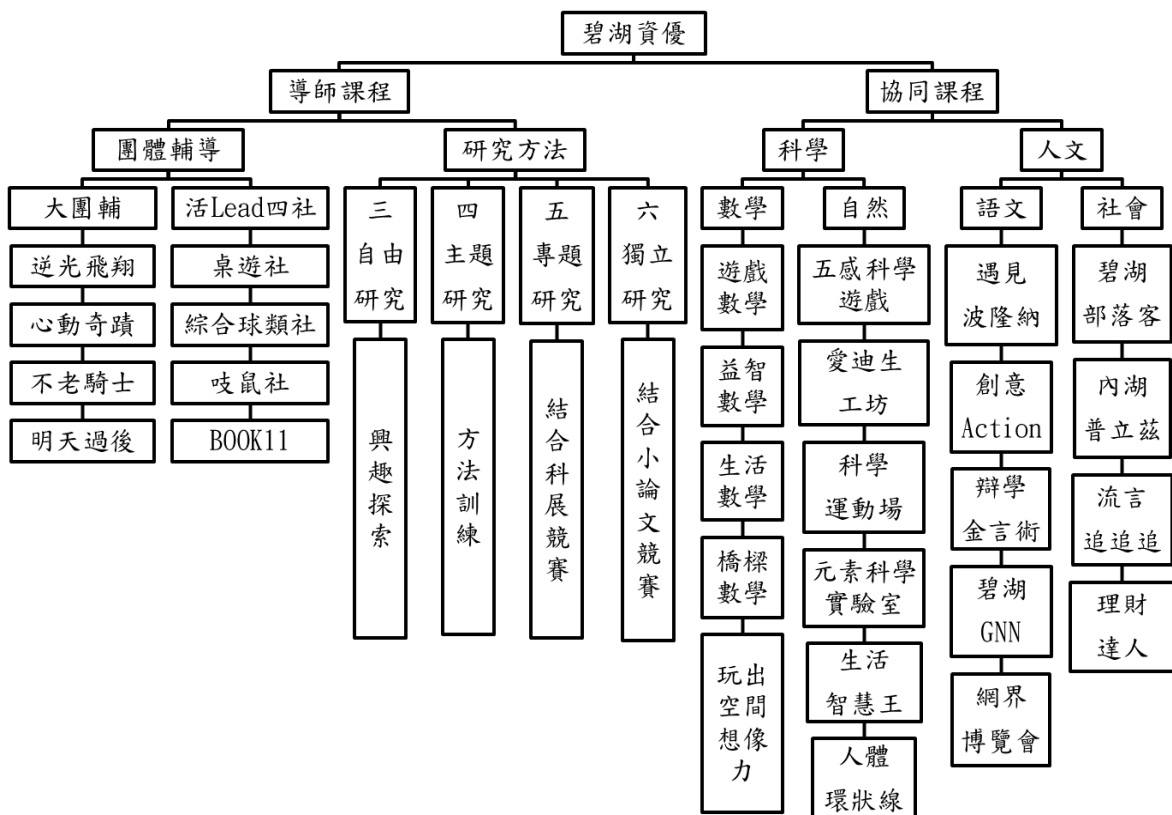 碧湖資優
導師課程
協同課程
團體輔導
研究方法
科學
人文
大團輔
逆光飛翔
心動奇蹟
不老騎士
明天過後
活Lead四社
桌遊社
綜合球類社
吱鼠社
BOOK11
三
自由
研究
興趣探索
四
主題
研究
方法訓練
五
專題
研究
結合科展競賽
六
獨立
研究
結合小論文競賽
數學
遊戲
數學
益智
數學
生活
數學
橋樑
數學
玩出
空間
想像
力
自然
五感科學
遊戲
愛迪生
工坊
科學
運動場
元素科學
實驗室
生活
智慧王
人體
環狀線
語文
遇見
波隆納
創意
Action
辯學
金言術
碧湖
GNN
網界
博覽會
社會
碧湖
部落客
內湖
普立茲
流言
追追追
理財
達人